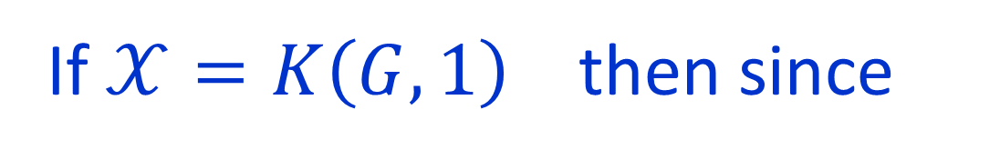 If 𝒳 = K(G, 1) then since